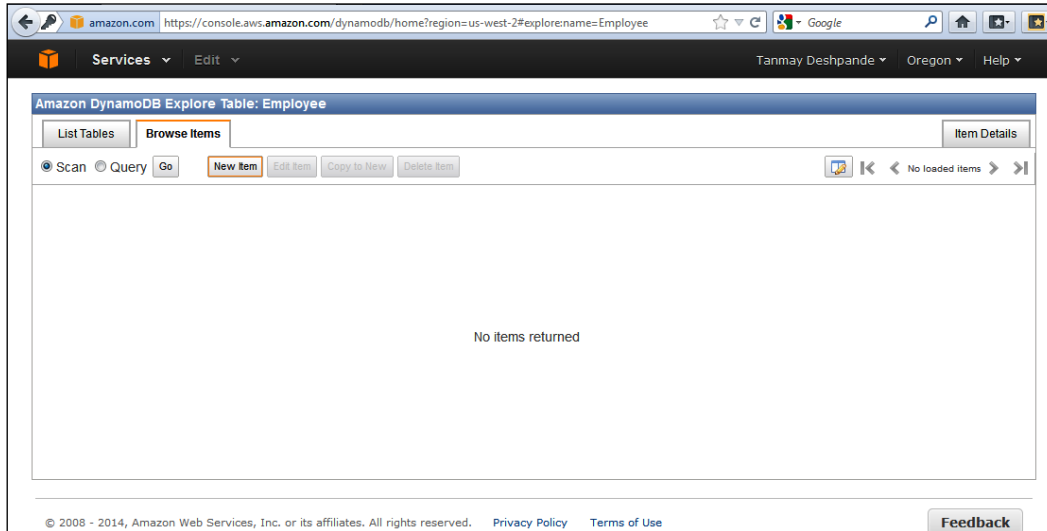 amazon.com https://console.aws.amazon.com/dynamodb/home?region=us-west-2#explore:name=Employee Google
Services Edit Tanmay Deshpande Oregon Help
Amazon DynamoDB Explore Table: Employee
List Tables Browse Items Item Details
Scan Query Go New Item Edit Item Copy to New Delete Item No loaded items
No items returned
© 2008 - 2014, Amazon Web Services, Inc. or its affiliates. All rights reserved. Privacy Policy Terms of Use Feedback